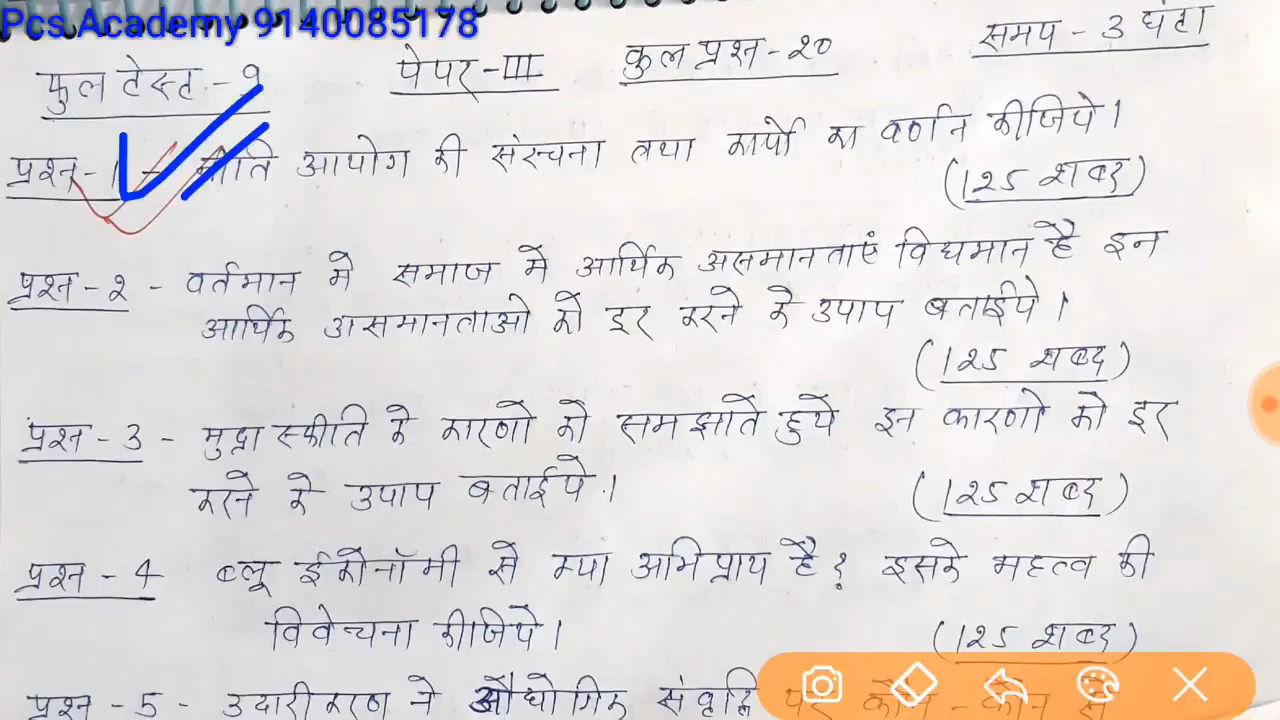 Pcs Academy 9140085178
फुल टेस्ट - 9 पेपर-III कुल प्रश्न-20 समय - 3 घंटा
प्रश्न-1 - नीति आयोग की संरचना तथा कार्यो का वर्णन कीजिये।
(125 शब्द)
प्रश्न-2 - वर्तमान मे समाज मे आर्थिक असमानताएं विद्यमान है इन
आर्थिक असमानताओ को दूर करने के उपाय बताईये।
(125 शब्द)
प्रश्न-3 - मुद्रा स्फीति के कारणो को समझाते हुये इन कारणो को दूर
करने के उपाय बताईये।
(125 शब्द)
प्रश्न-4 ब्लू ईकोनॉमी से क्या अभिप्राय है? इसके महत्व की
विवेचना कीजिये।
(125 शब्द)
प्रश्न-5 - उदारीकरण ने औद्योगिक संवृद्धि पर कौन-कौन से